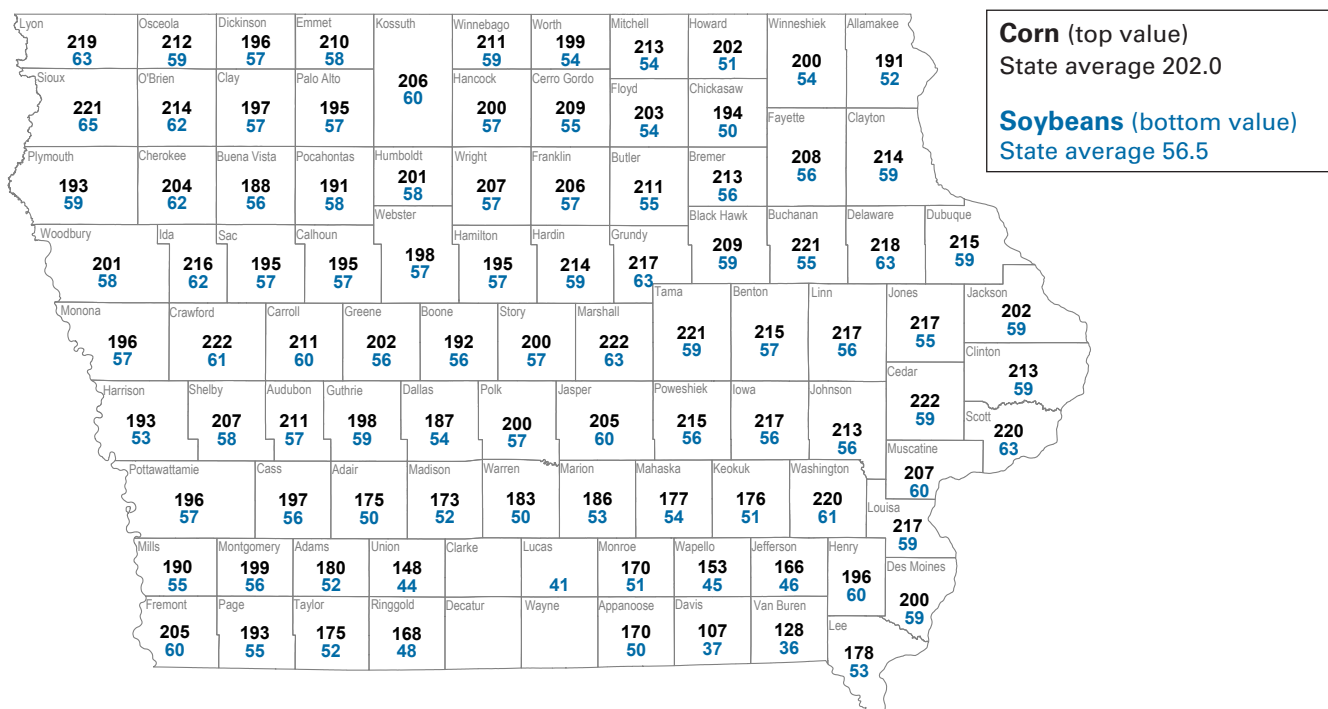 Corn (top value)
State average 202.0
Soybeans (bottom value)
State average 56.5
Lyon
219
63
Osceola
212
59
Dickinson
196
57
Emmet
210
58
Kossuth
206
60
Winnebago
211
59
Worth
199
54
Mitchell
213
54
Howard
202
51
Winneshiek
200
54
Allamakee
191
52
Sioux
221
65
O'Brien
214
62
Clay
197
57
Palo Alto
195
57
Hancock
200
57
Cerro Gordo
209
55
Floyd
203
54
Chickasaw
194
50
Fayette
208
56
Clayton
214
59
Plymouth
193
59
Cherokee
204
62
Buena Vista
188
56
Pocahontas
191
58
Humboldt
201
58
Wright
207
57
Franklin
206
57
Butler
211
55
Bremer
213
56
Webster
198
57
Black Hawk
209
59
Buchanan
221
55
Delaware
218
63
Dubuque
215
59
Woodbury
201
58
Ida
216
62
Sac
195
57
Calhoun
195
57
Hamilton
195
57
Hardin
214
59
Grundy
217
63
Tama
221
59
Benton
215
57
Linn
217
56
Jones
217
55
Jackson
202
59
Monona
196
57
Crawford
222
61
Carroll
211
60
Greene
202
56
Boone
192
56
Story
200
57
Marshall
222
63
Clinton
213
59
Cedar
222
59
Harrison
193
53
Shelby
207
58
Audubon
211
57
Guthrie
198
59
Dallas
187
54
Polk
200
57
Jasper
205
60
Poweshiek
215
56
Iowa
217
56
Johnson
213
56
Scott
220
63
Muscatine
207
60
Pottawattamie
196
57
Cass
197
56
Adair
175
50
Madison
173
52
Warren
183
50
Marion
186
53
Mahaska
177
54
Keokuk
176
51
Washington
220
61
Louisa
217
59
Mills
190
55
Montgomery
199
56
Adams
180
52
Union
148
44
Clarke
Lucas
41
Monroe
170
51
Wapello
153
45
Jefferson
166
46
Henry
196
60
Des Moines
200
59
Fremont
205
60
Page
193
55
Taylor
175
52
Ringgold
168
48
Decatur
Wayne
Appanoose
170
50
Davis
107
37
Van Buren
128
36
Lee
178
53